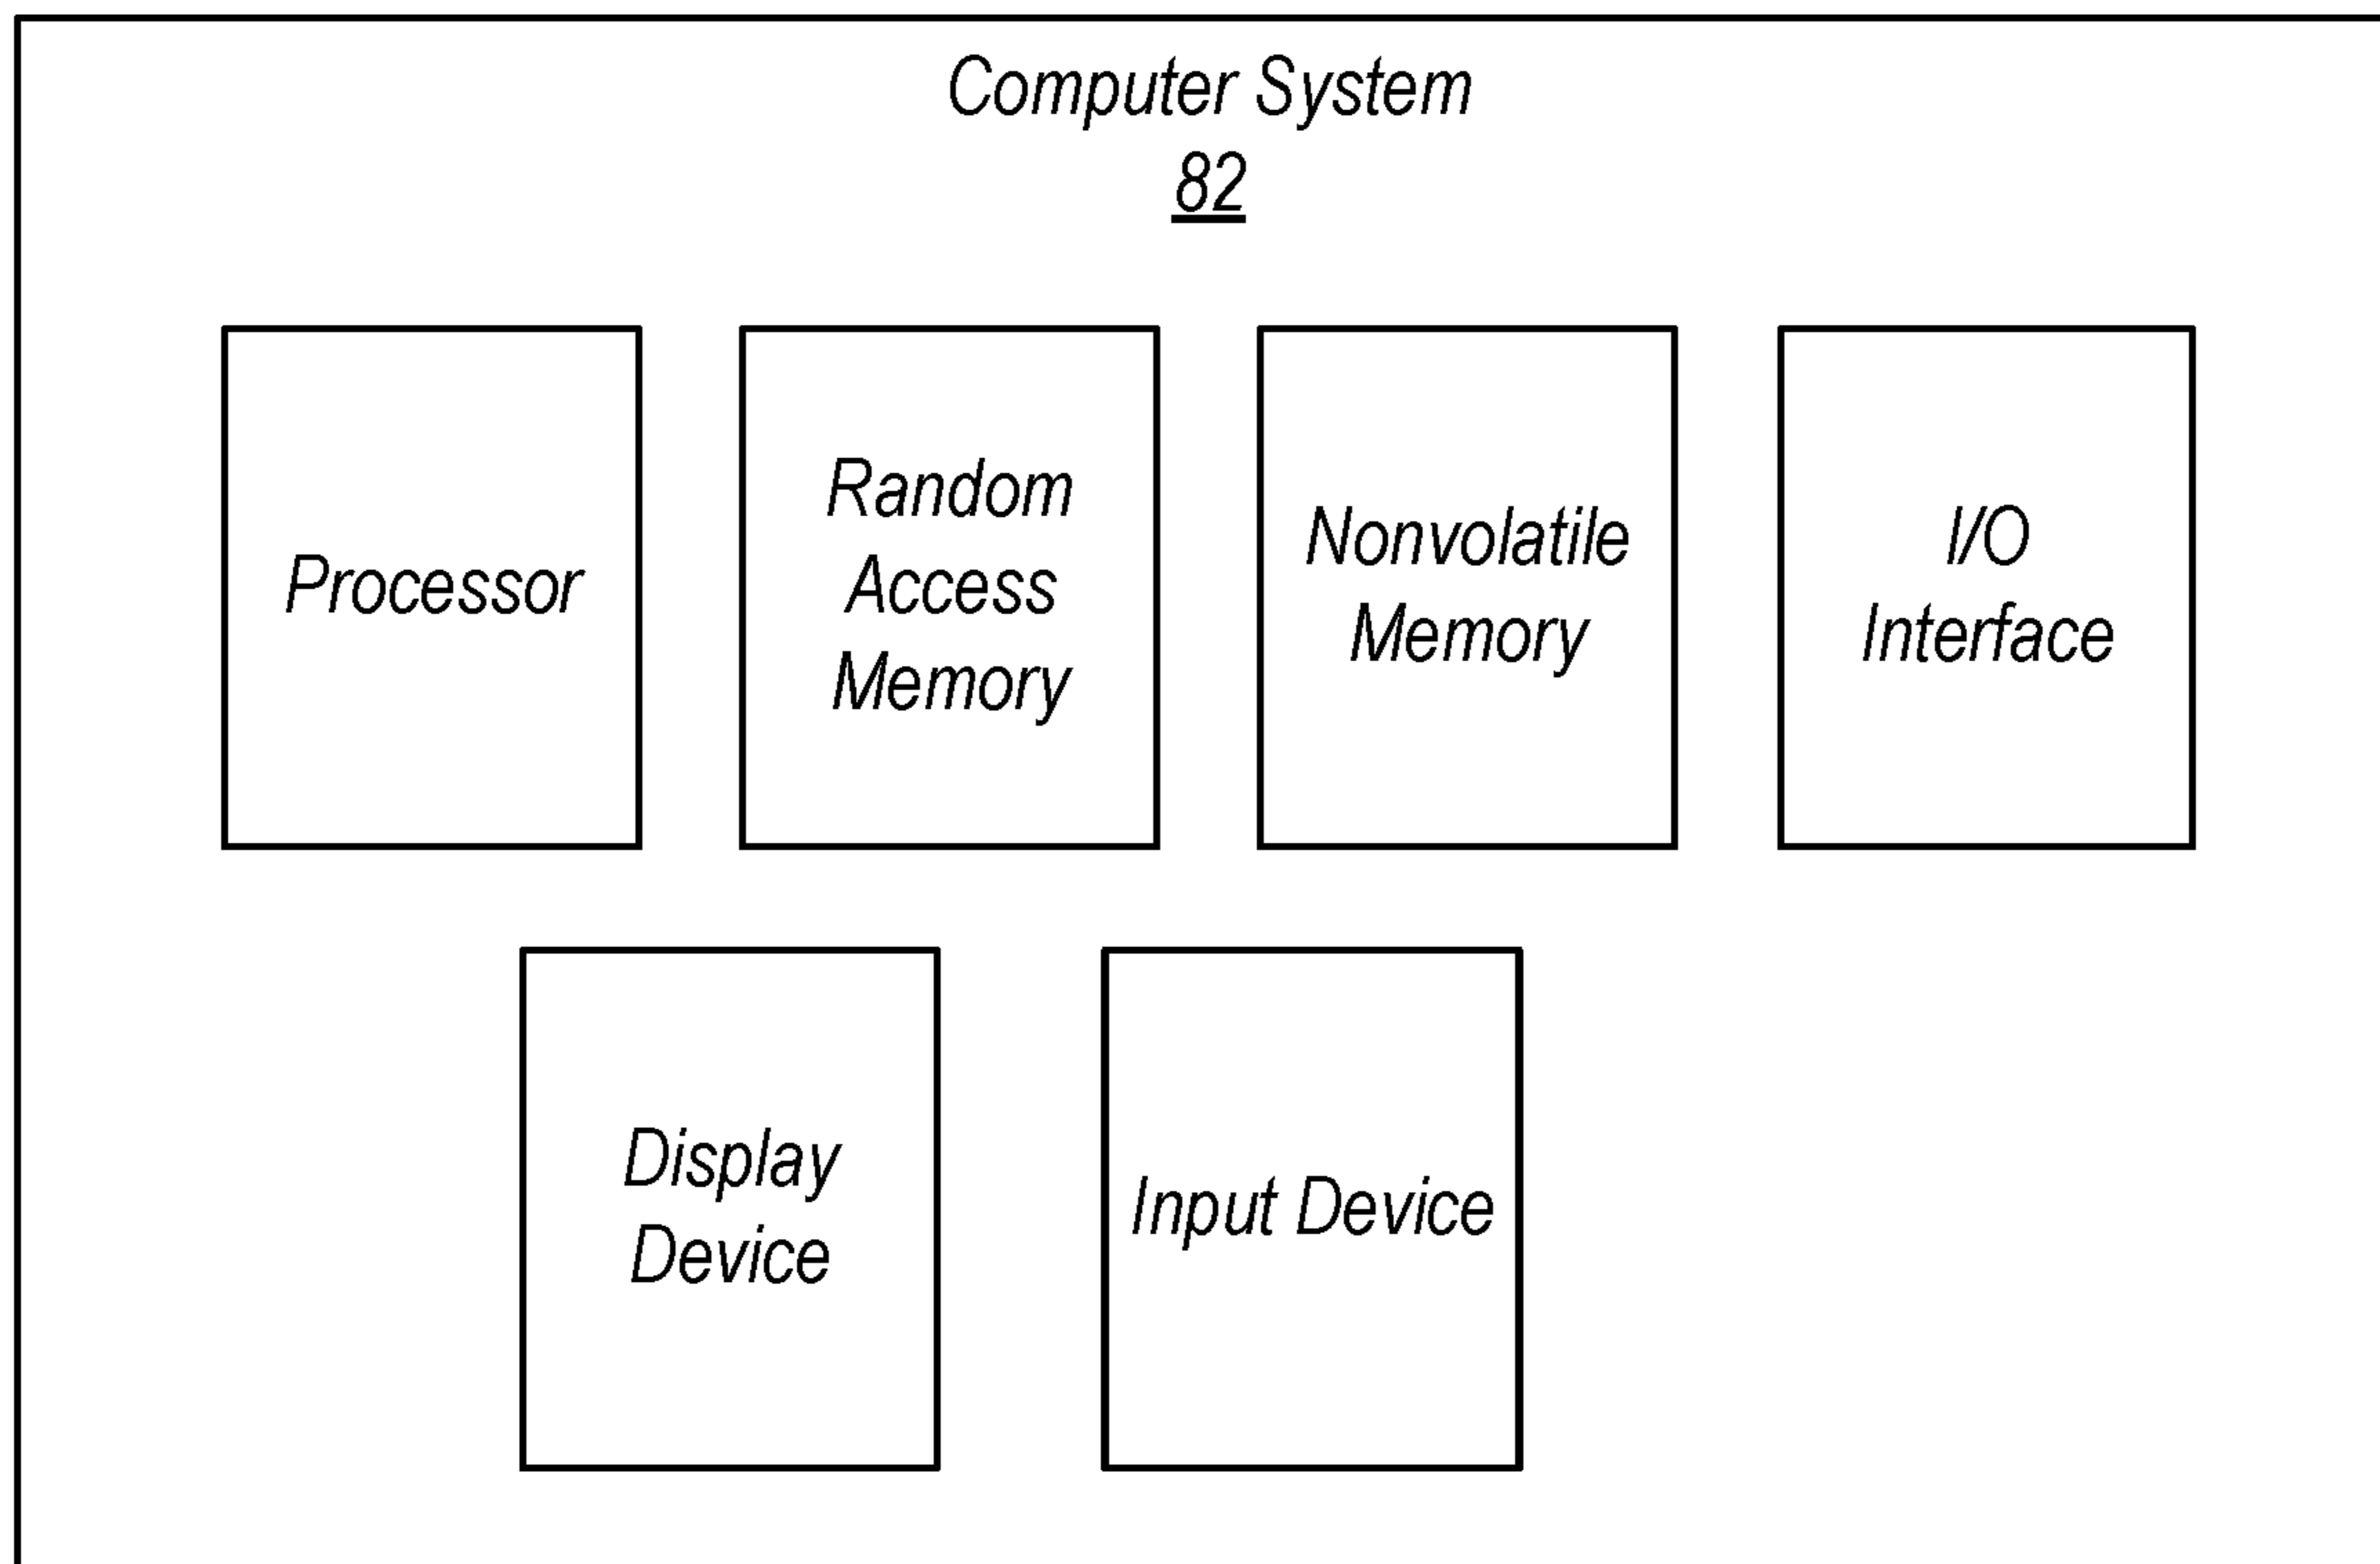 Computer System
82
Processor
Random
Access
Memory
Nonvolatile
Memory
I/O
Interface
Display
Device
Input Device